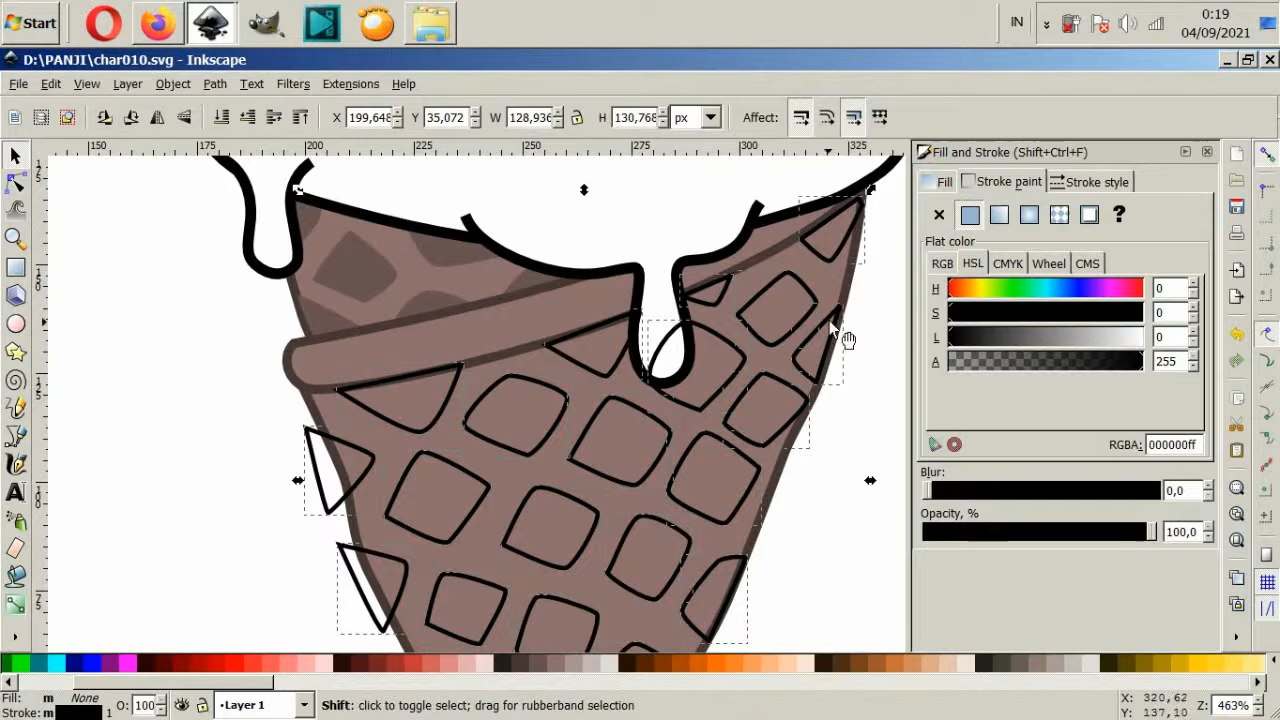 Start
IN
0:19
04/09/2021
D:\PANJI\char010.svg - Inkscape
File Edit View Layer Object Path Text Filters Extensions Help
X 199,648 Y 35,072 W 128,936 H 130,768 px Affect:
150 175 200 225 250 275 300 325
Fill and Stroke (Shift+Ctrl+F)
Fill Stroke paint Stroke style
?
Flat color
RGB HSL CMYK Wheel CMS
H 0
S 0
L 0
A 255
RGBA: 000000ff
Blur:
0,0
Opacity, %
100,0
Fill: m None O: 100 •Layer 1 Shift: click to toggle select; drag for rubberband selection X: 320,62 Z: 463%
Stroke: m Y: 137,10